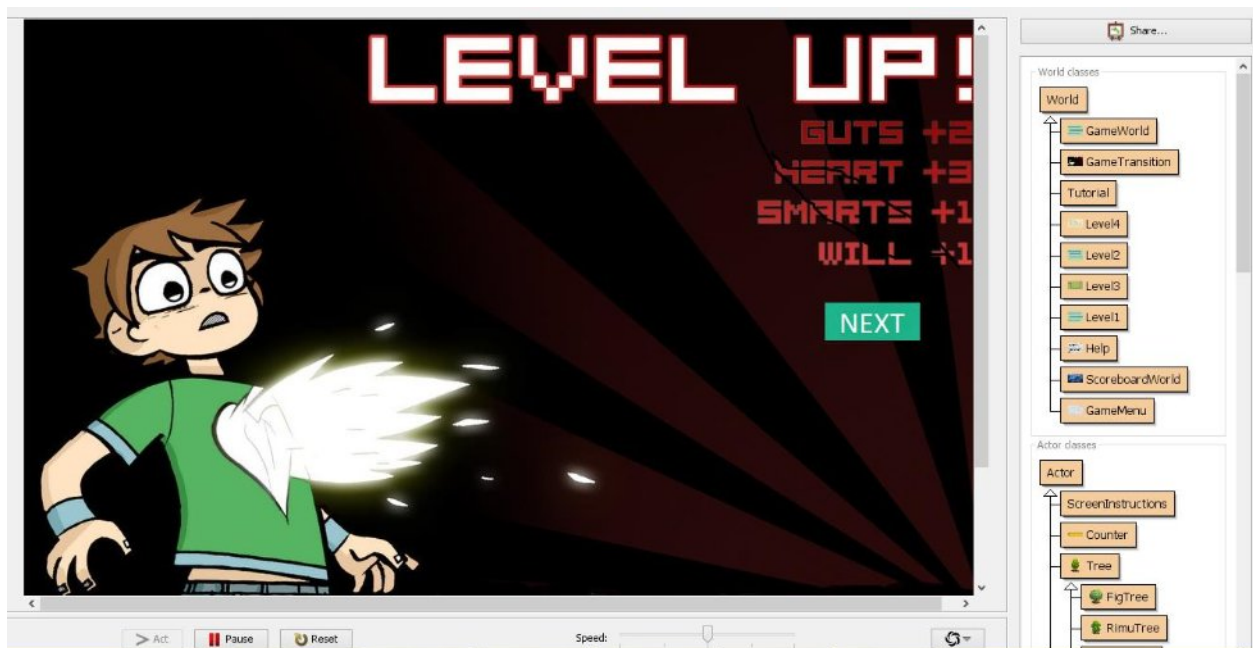 LEVEL UP!
GUTS +2
HEART +3
SMARTS +1
WILL +1
NEXT
Act
Pause
Reset
Speed:
Share...
World classes
World
GameWorld
GameTransition
Tutorial
Level4
Level2
Level3
Level1
Help
ScoreboardWorld
GameMenu
Actor classes
Actor
ScreenInstructions
Counter
Tree
FigTree
RimuTree